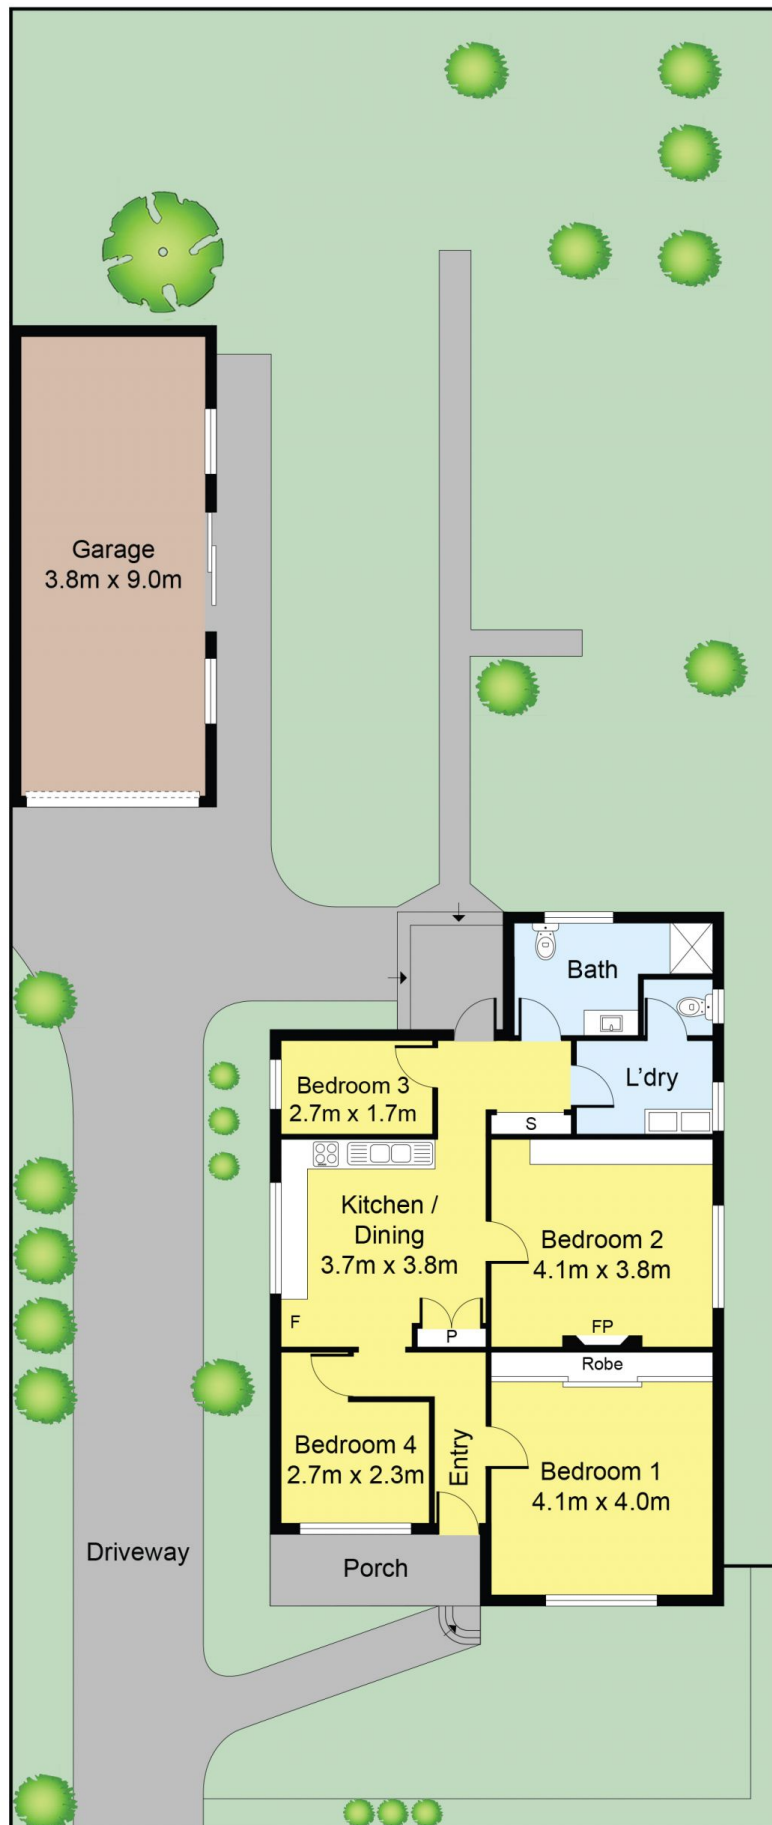 Garage
3.8m x 9.0m
Bath
L'dry
Bedroom 3
2.7m x 1.7m
S
Kitchen /
Dining
3.7m x 3.8m
Bedroom 2
4.1m x 3.8m
F
P
FP
Robe
Bedroom 4
2.7m x 2.3m
Entry
Bedroom 1
4.1m x 4.0m
Driveway
Porch